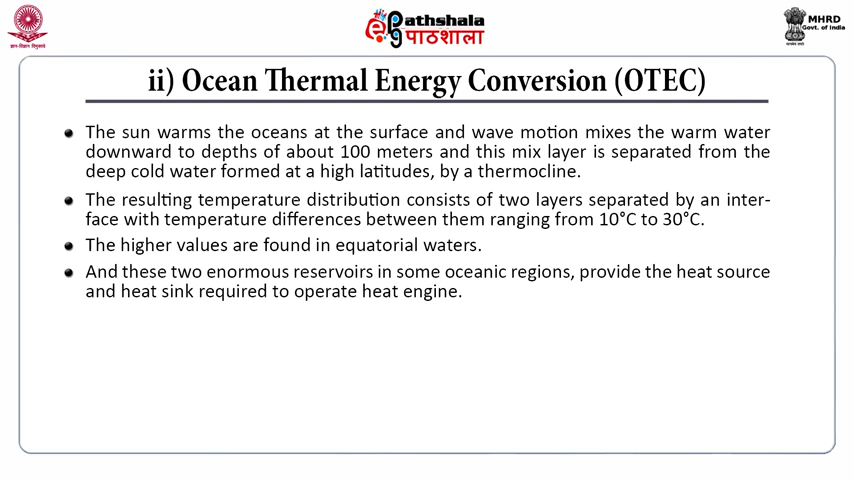 ePathshala
पाठशाला
MHRD
Govt. of India
ज्ञान-विज्ञान विमुक्तये
ii) Ocean Thermal Energy Conversion (OTEC)
The sun warms the oceans at the surface and wave motion mixes the warm water
downward to depths of about 100 meters and this mix layer is separated from the
deep cold water formed at a high latitudes, by a thermocline.
The resulting temperature distribution consists of two layers separated by an inter-
face with temperature differences between them ranging from 10°C to 30°C.
The higher values are found in equatorial waters.
And these two enormous reservoirs in some oceanic regions, provide the heat source
and heat sink required to operate heat engine.